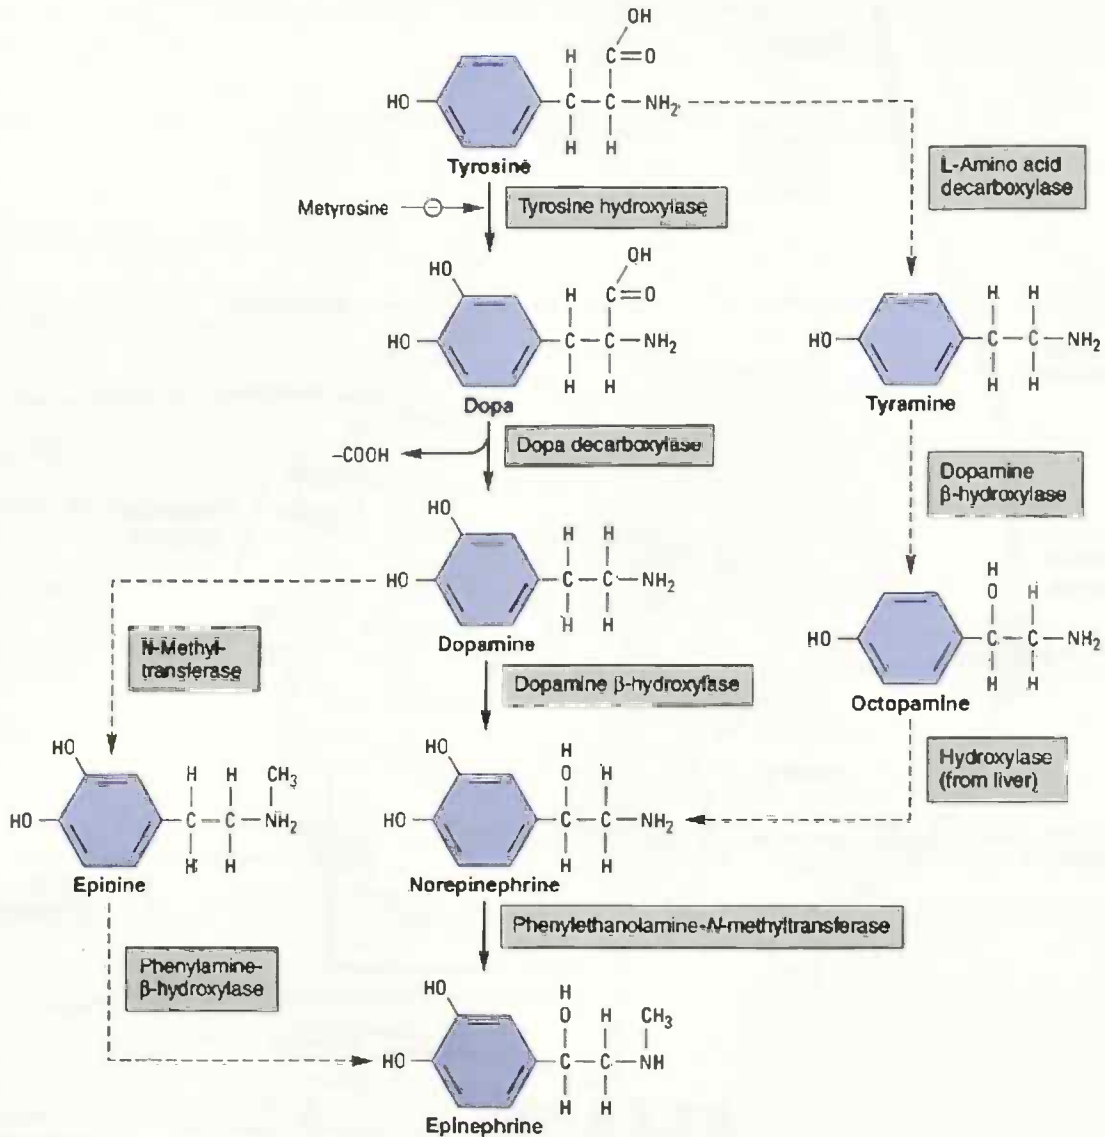 OH
H
C=O
HO
C
C
NH2
H
H
Tyrosine
L-Amino acid
decarboxylase
Metyrosine
−
Tyrosine hydroxylase
OH
HO
H
C=O
HO
C
C
NH2
H
H
Dopa
H
H
HO
C
C
NH2
H
H
Tyramine
–COOH
Dopa decarboxylase
Dopamine
β-hydroxylase
HO
H
H
HO
C
C
NH2
H
H
Dopamine
H
O
H
HO
C
C
NH2
H
H
Octopamine
N-Methyl-
transferase
Dopamine β-hydroxylase
Hydroxylase
(from liver)
HO
H
H
CH3
HO
C
C
NH2
H
H
Epinine
HO
H
O
H
HO
C
C
NH2
H
H
Norepinephrine
Phenylethanolamine-N-methyltransferase
Phenylamine-
β-hydroxylase
HO
H
O
H
CH3
HO
C
C
NH
H
H
Epinephrine